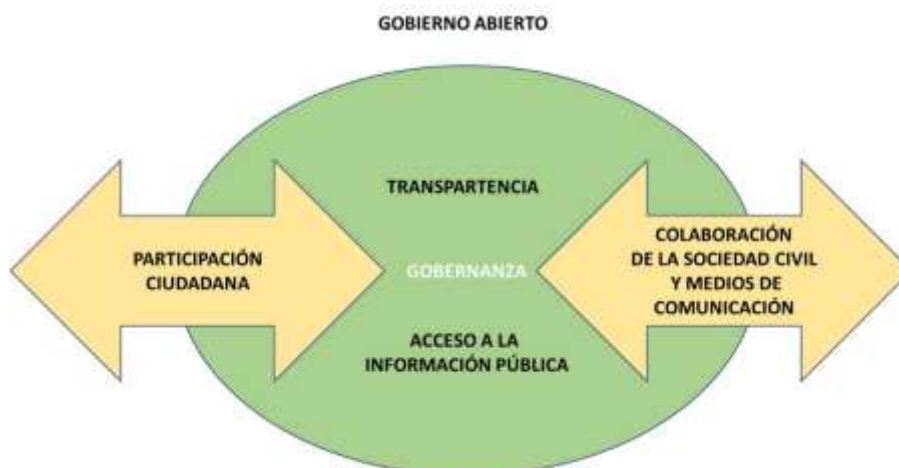 GOBIERNO ABIERTO
TRANSPARTENCIA
PARTICIPACIÓN
CIUDADANA
GOBERNANZA
COLABORACIÓN
DE LA SOCIEDAD CIVIL
Y MEDIOS DE
COMUNICACIÓN
ACCESO A LA
INFORMACIÓN PÚBLICA